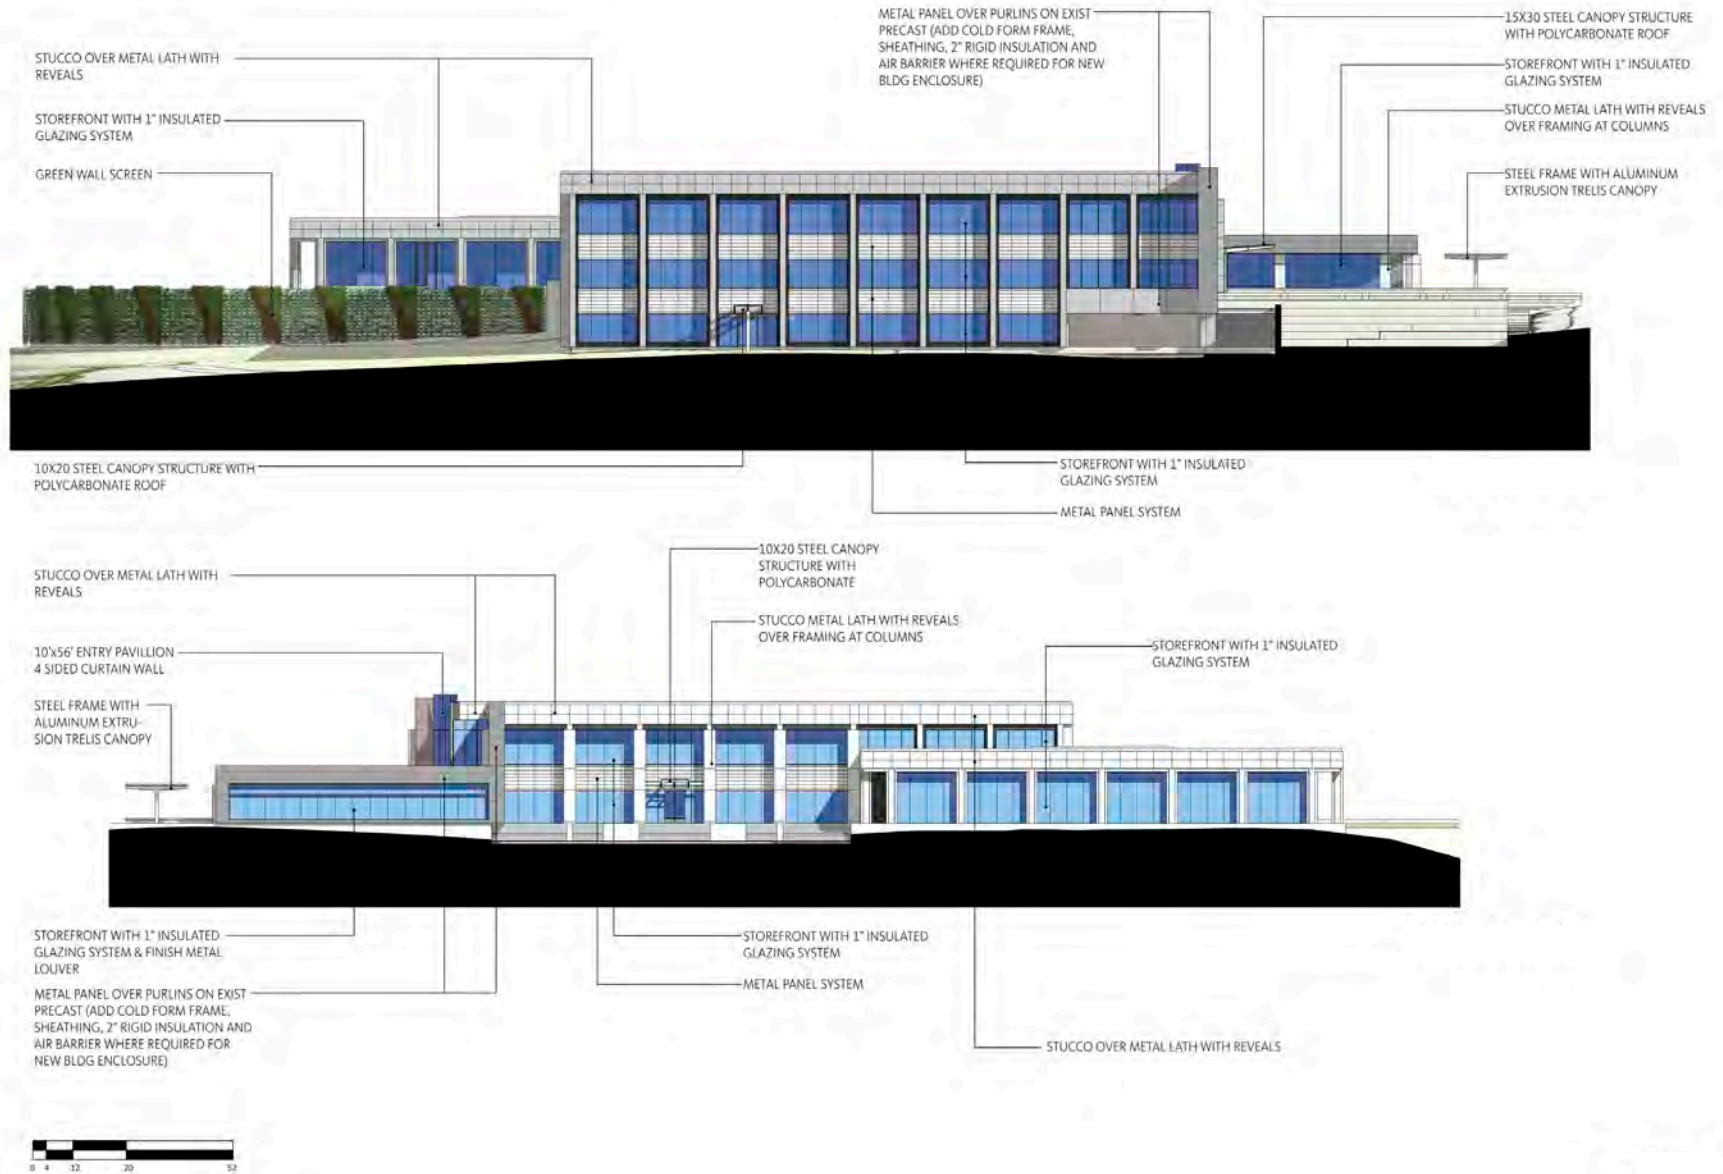 STUCCO OVER METAL LATH WITH
REVEALS
STOREFRONT WITH 1" INSULATED
GLAZING SYSTEM
GREEN WALL SCREEN
METAL PANEL OVER PURLINS ON EXIST
PRECAST (ADD COLD FORM FRAME,
SHEATHING, 2" RIGID INSULATION AND
AIR BARRIER WHERE REQUIRED FOR NEW
BLDG ENCLOSURE)
15X30 STEEL CANOPY STRUCTURE
WITH POLYCARBONATE ROOF
STOREFRONT WITH 1" INSULATED
GLAZING SYSTEM
STUCCO METAL LATH WITH REVEALS
OVER FRAMING AT COLUMNS
STEEL FRAME WITH ALUMINUM
EXTRUSION TRELIS CANOPY
10X20 STEEL CANOPY STRUCTURE WITH
POLYCARBONATE ROOF
STOREFRONT WITH 1" INSULATED
GLAZING SYSTEM
METAL PANEL SYSTEM
STUCCO OVER METAL LATH WITH
REVEALS
10'x56' ENTRY PAVILLION
4 SIDED CURTAIN WALL
STEEL FRAME WITH
ALUMINUM EXTRU-
SION TRELIS CANOPY
10X20 STEEL CANOPY
STRUCTURE WITH
POLYCARBONATE
STUCCO METAL LATH WITH REVEALS
OVER FRAMING AT COLUMNS
STOREFRONT WITH 1" INSULATED
GLAZING SYSTEM
STOREFRONT WITH 1" INSULATED
GLAZING SYSTEM & FINISH METAL
LOUVER
METAL PANEL OVER PURLINS ON EXIST
PRECAST (ADD COLD FORM FRAME,
SHEATHING, 2" RIGID INSULATION AND
AIR BARRIER WHERE REQUIRED FOR
NEW BLDG ENCLOSURE)
STOREFRONT WITH 1" INSULATED
GLAZING SYSTEM
METAL PANEL SYSTEM
STUCCO OVER METAL LATH WITH REVEALS
0 4 12 20 52